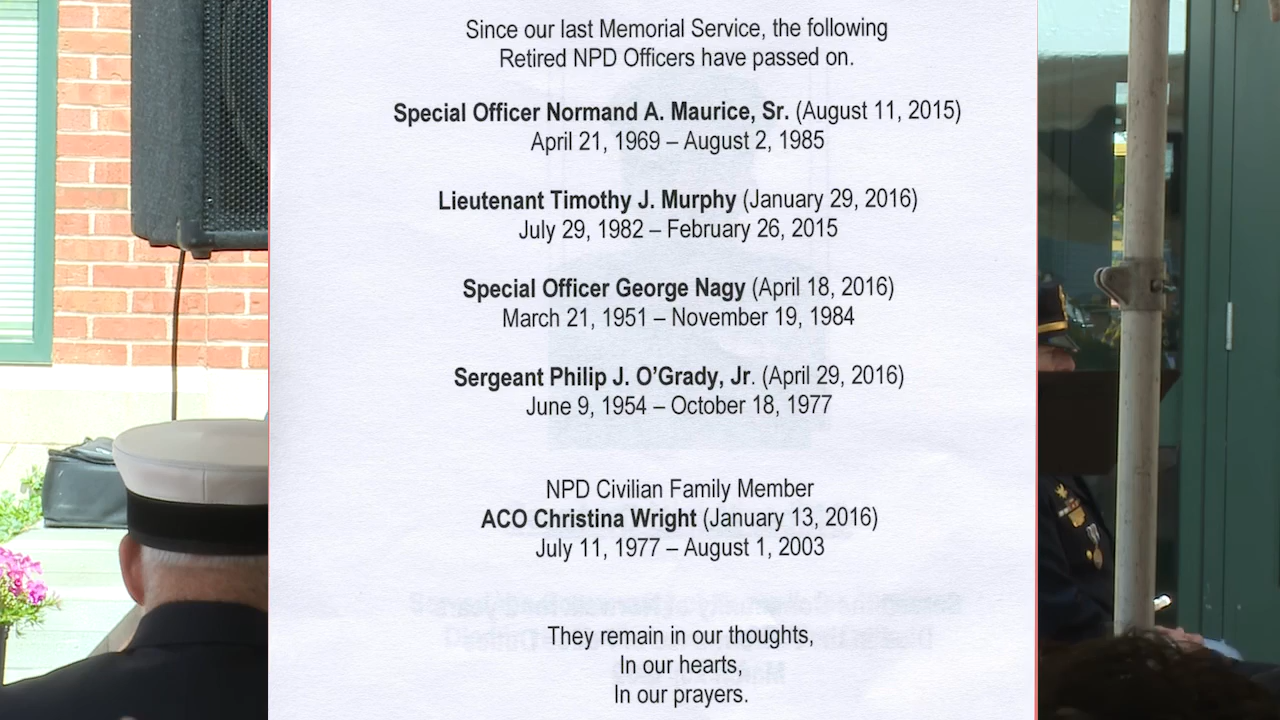 Since our last Memorial Service, the following
Retired NPD Officers have passed on.
Special Officer Normand A. Maurice, Sr. (August 11, 2015)
April 21, 1969 – August 2, 1985
Lieutenant Timothy J. Murphy (January 29, 2016)
July 29, 1982 – February 26, 2015
Special Officer George Nagy (April 18, 2016)
March 21, 1951 – November 19, 1984
Sergeant Philip J. O’Grady, Jr. (April 29, 2016)
June 9, 1954 – October 18, 1977
NPD Civilian Family Member
ACO Christina Wright (January 13, 2016)
July 11, 1977 – August 1, 2003
They remain in our thoughts,
In our hearts,
In our prayers.